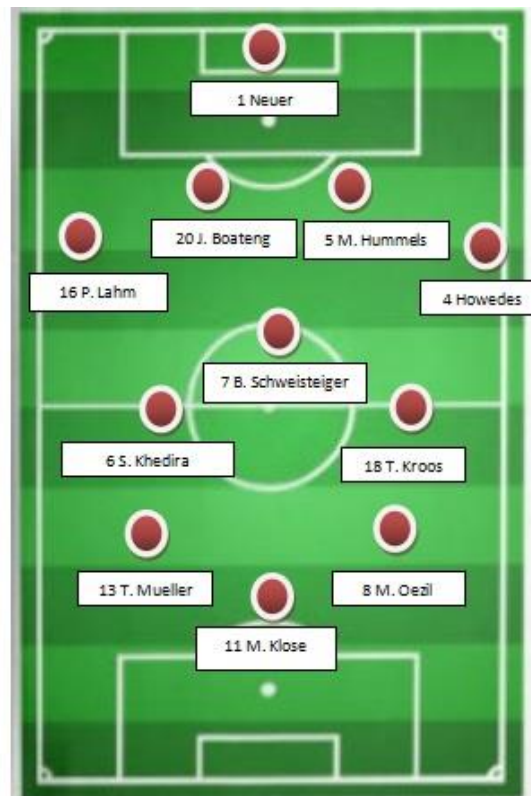 1 Neuer
20 J. Boateng
5 M. Hummels
16 P. Lahm
4 Howedes
7 B. Schweisteiger
6 S. Khedira
18 T. Kroos
13 T. Mueller
8 M. Oezil
11 M. Klose